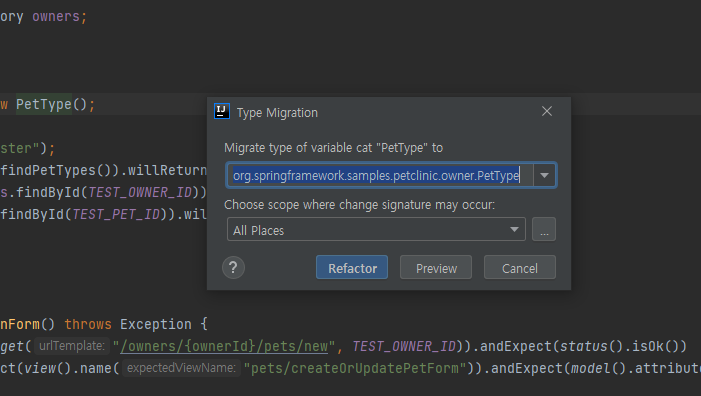 ory owners;
w PetType();
ster");
findPetTypes()).willReturn
s.findById(TEST_OWNER_ID))
findById(TEST_PET_ID)).wil
IJ Type Migration
Migrate type of variable cat "PetType" to
org.springframework.samples.petclinic.owner.PetType
Choose scope where change signature may occur:
All Places
...
? Refactor Preview Cancel
nForm() throws Exception {
get( urlTemplate: "/owners/{ownerId}/pets/new", TEST_OWNER_ID)).andExpect(status().isOk())
ct(view().name( expectedViewName: "pets/createOrUpdatePetForm")).andExpect(model().attribute